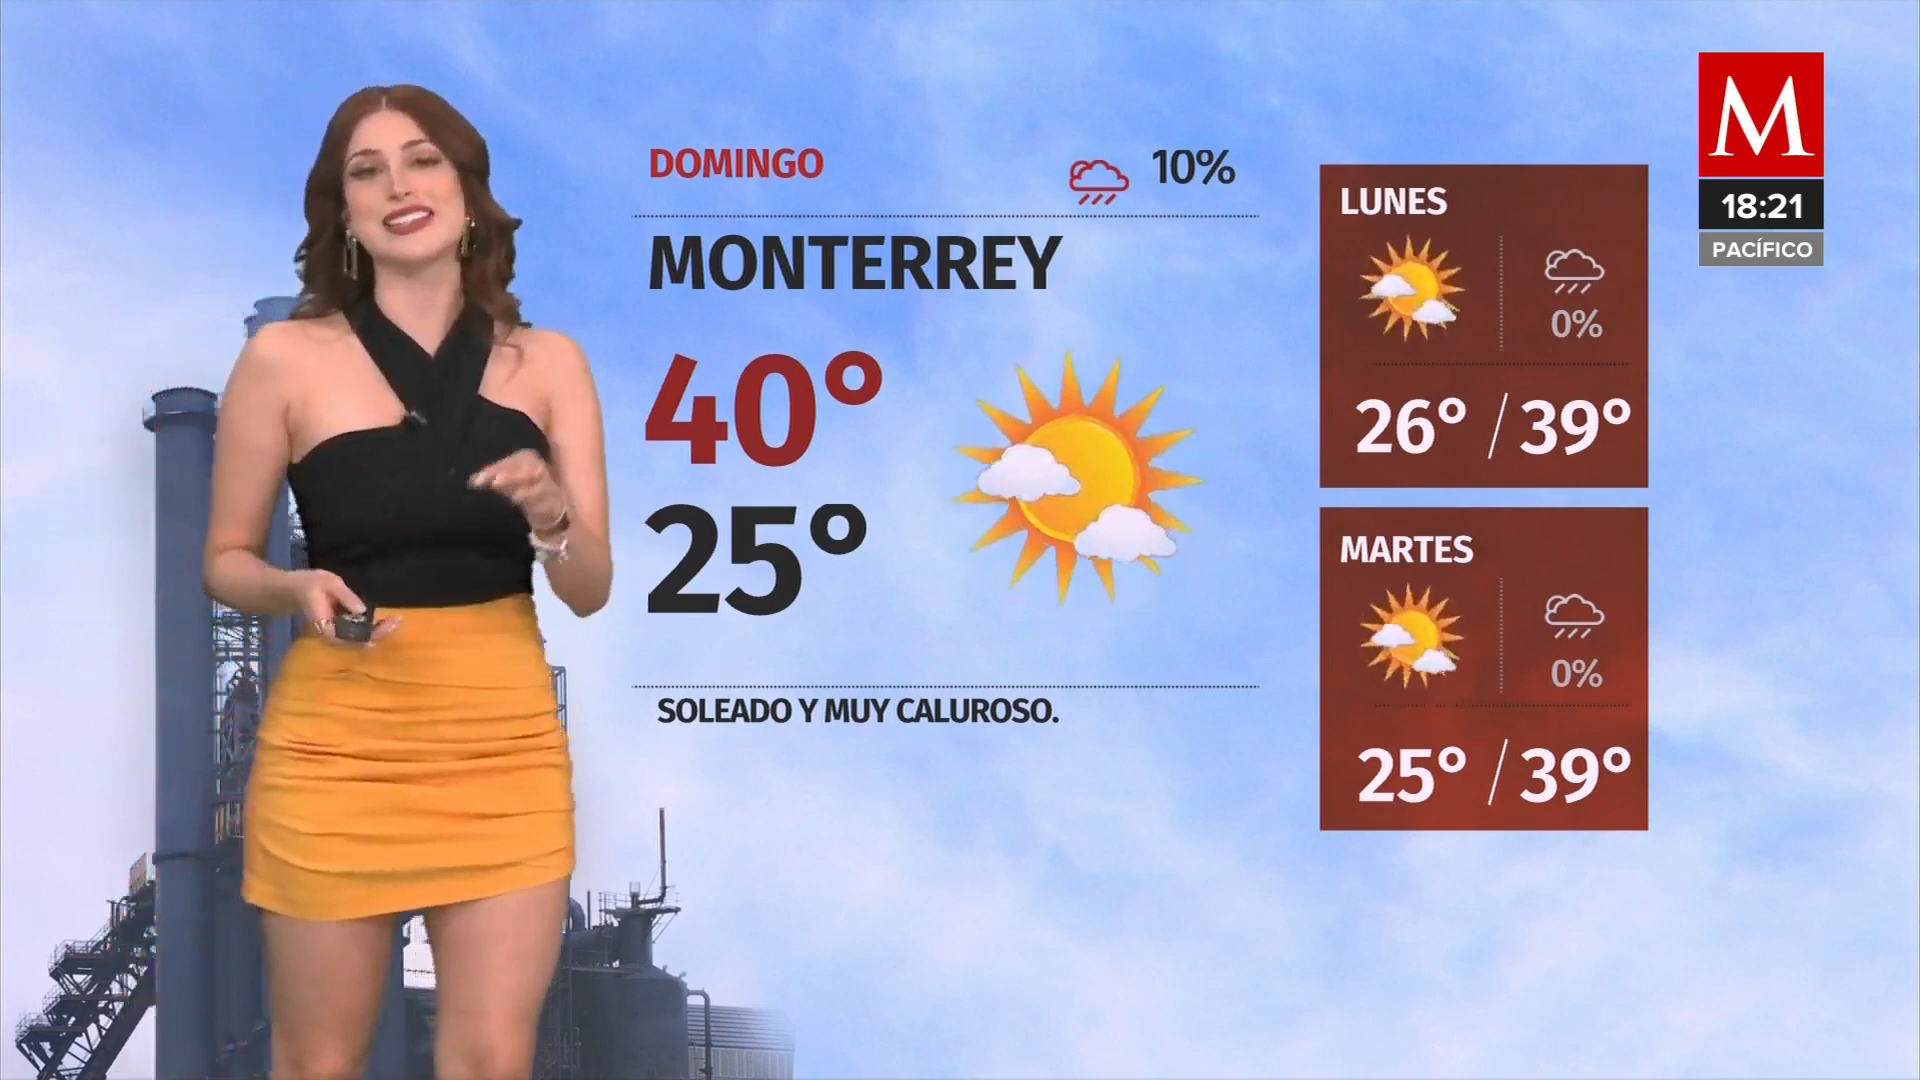 DOMINGO
10%
MONTERREY
40°
25°
SOLEADO Y MUY CALUROSO.
LUNES
0%
26° / 39°
MARTES
0%
25° / 39°
M
18:21
PACÍFICO